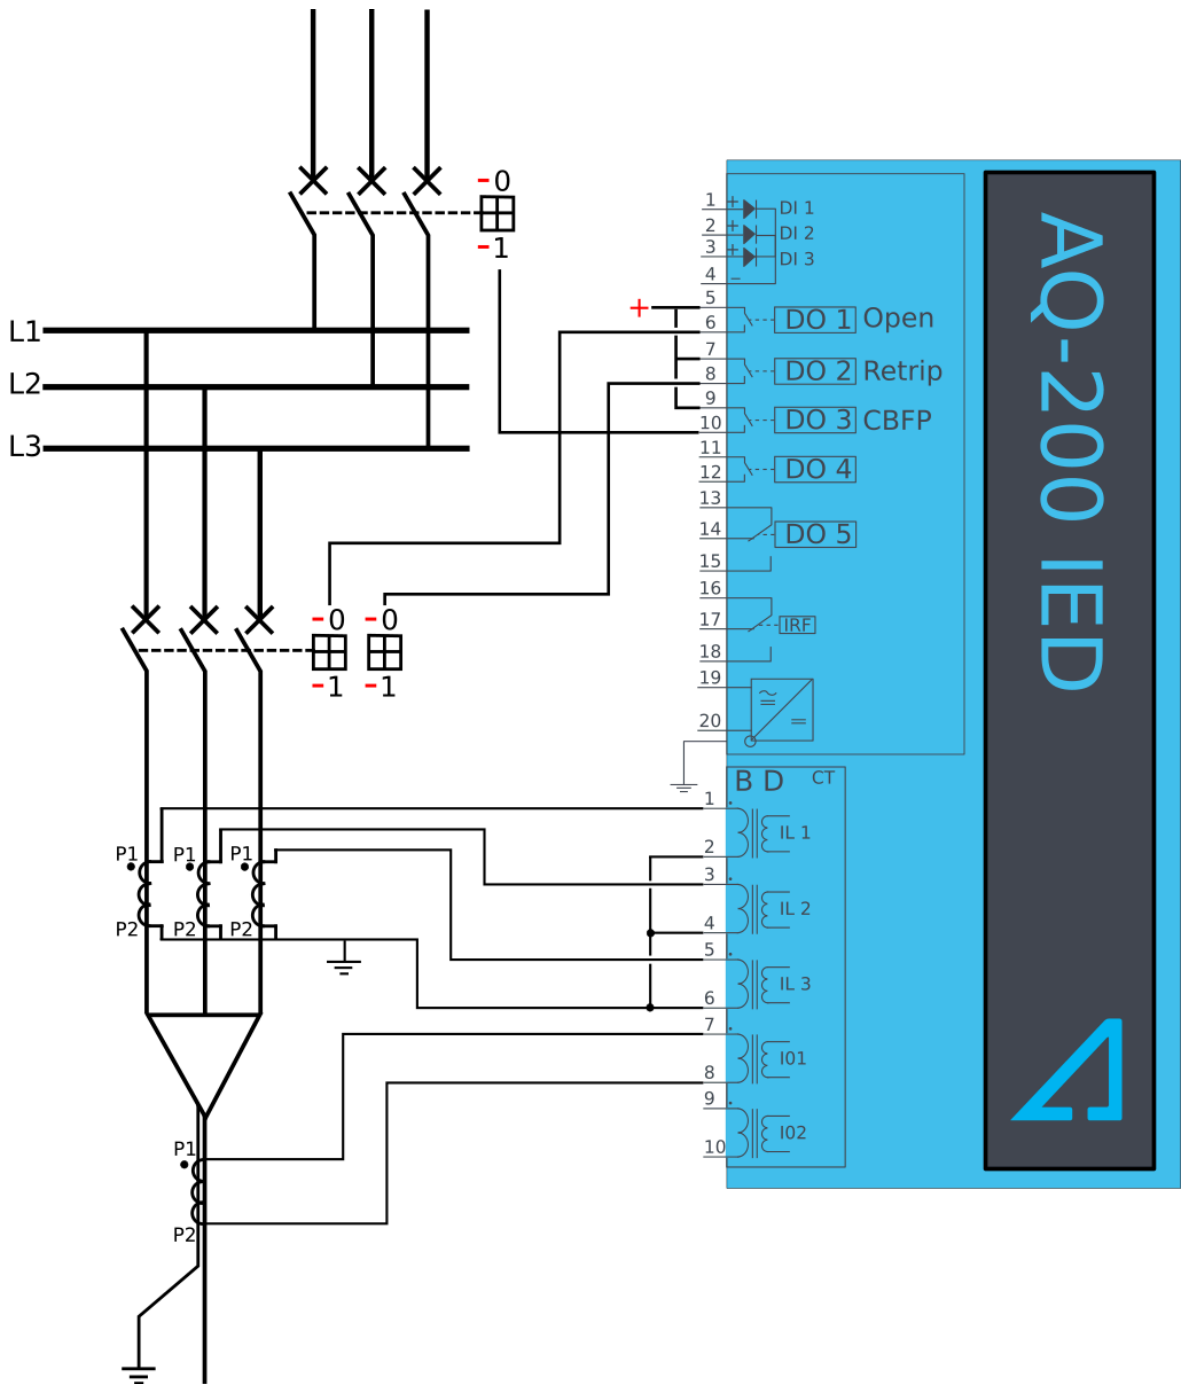 -0
-1
1 + DI 1
2 + DI 2
3 + DI 3
4 -
+ 5
6 DO 1 Open
7
8 DO 2 Retrip
9
10 DO 3 CBFP
11
12 DO 4
13
14 DO 5
15
16
17 IRF
18
19
20
L1
L2
L3
-0 -0
-1 -1
B D CT
1
2 IL 1
3
4 IL 2
5
6 IL 3
7
8 I01
9
10 I02
P1 P1 P1
P2 P2 P2
P1
P2
AQ-200 IED